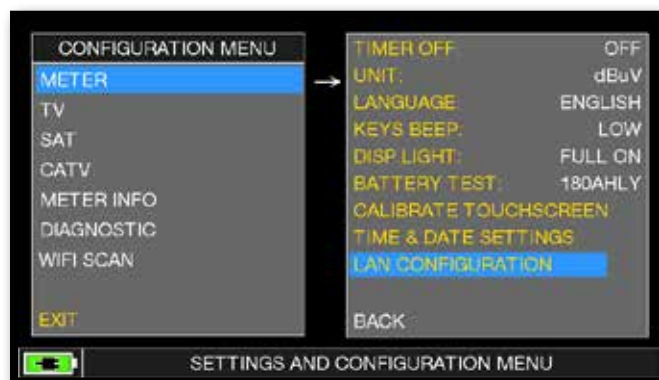 CONFIGURATION MENU
METER
TV
SAT
CATV
METER INFO
DIAGNOSTIC
WIFI SCAN
EXIT
TIMER OFF: OFF
UNIT: dBuV
LANGUAGE: ENGLISH
KEYS BEEP: LOW
DISP.LIGHT: FULL ON
BATTERY TEST: 180AHLY
CALIBRATE TOUCHSCREEN
TIME & DATE SETTINGS
LAN CONFIGURATION
BACK
SETTINGS AND CONFIGURATION MENU